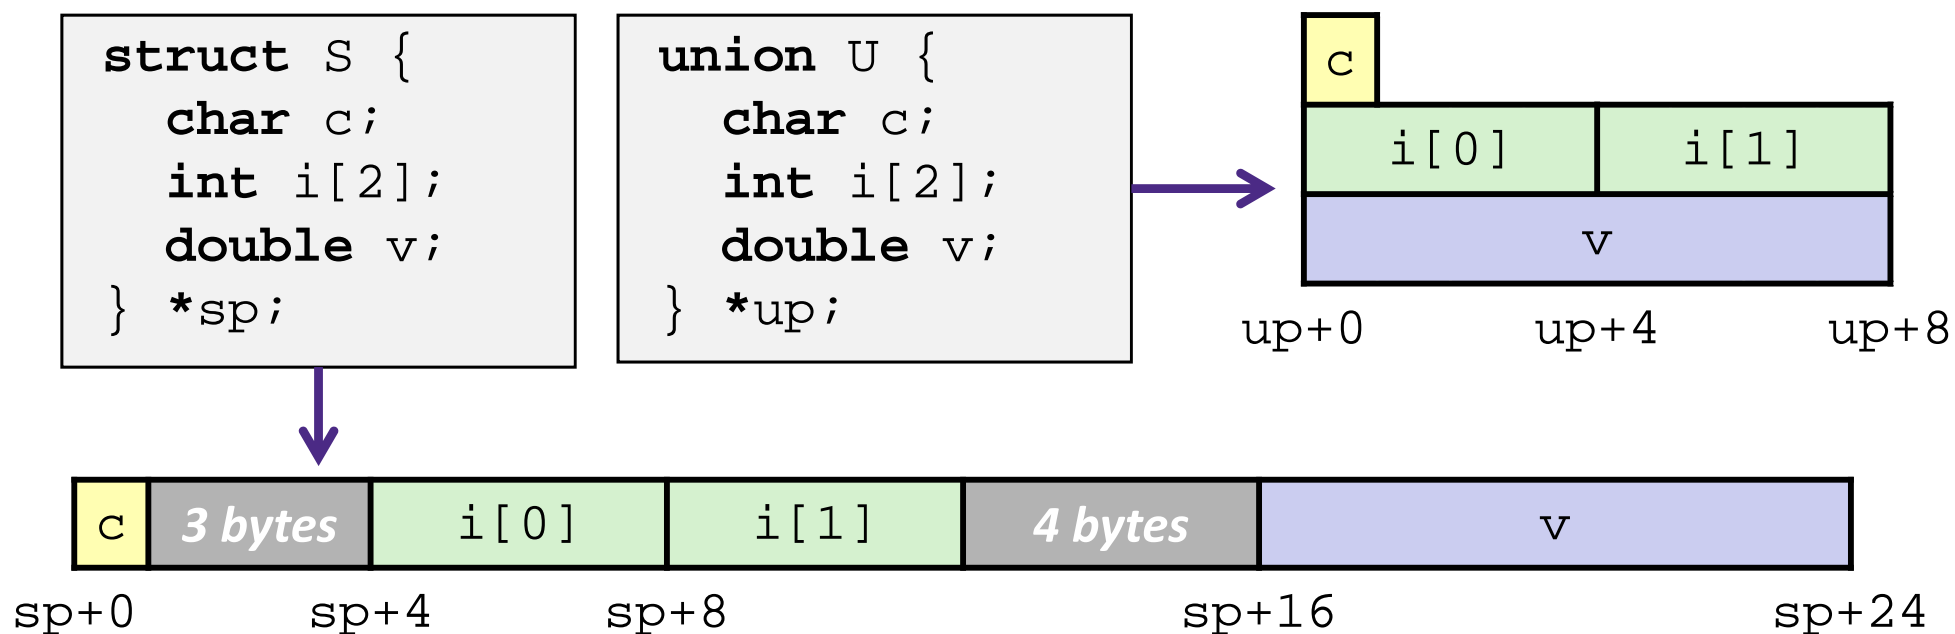 struct S {
char c;
int i[2];
double v;
} *sp;
union U {
char c;
int i[2];
double v;
} *up;
c
i[0] i[1]
v
up+0 up+4 up+8
c 3 bytes i[0] i[1] 4 bytes v
sp+0 sp+4 sp+8 sp+16 sp+24